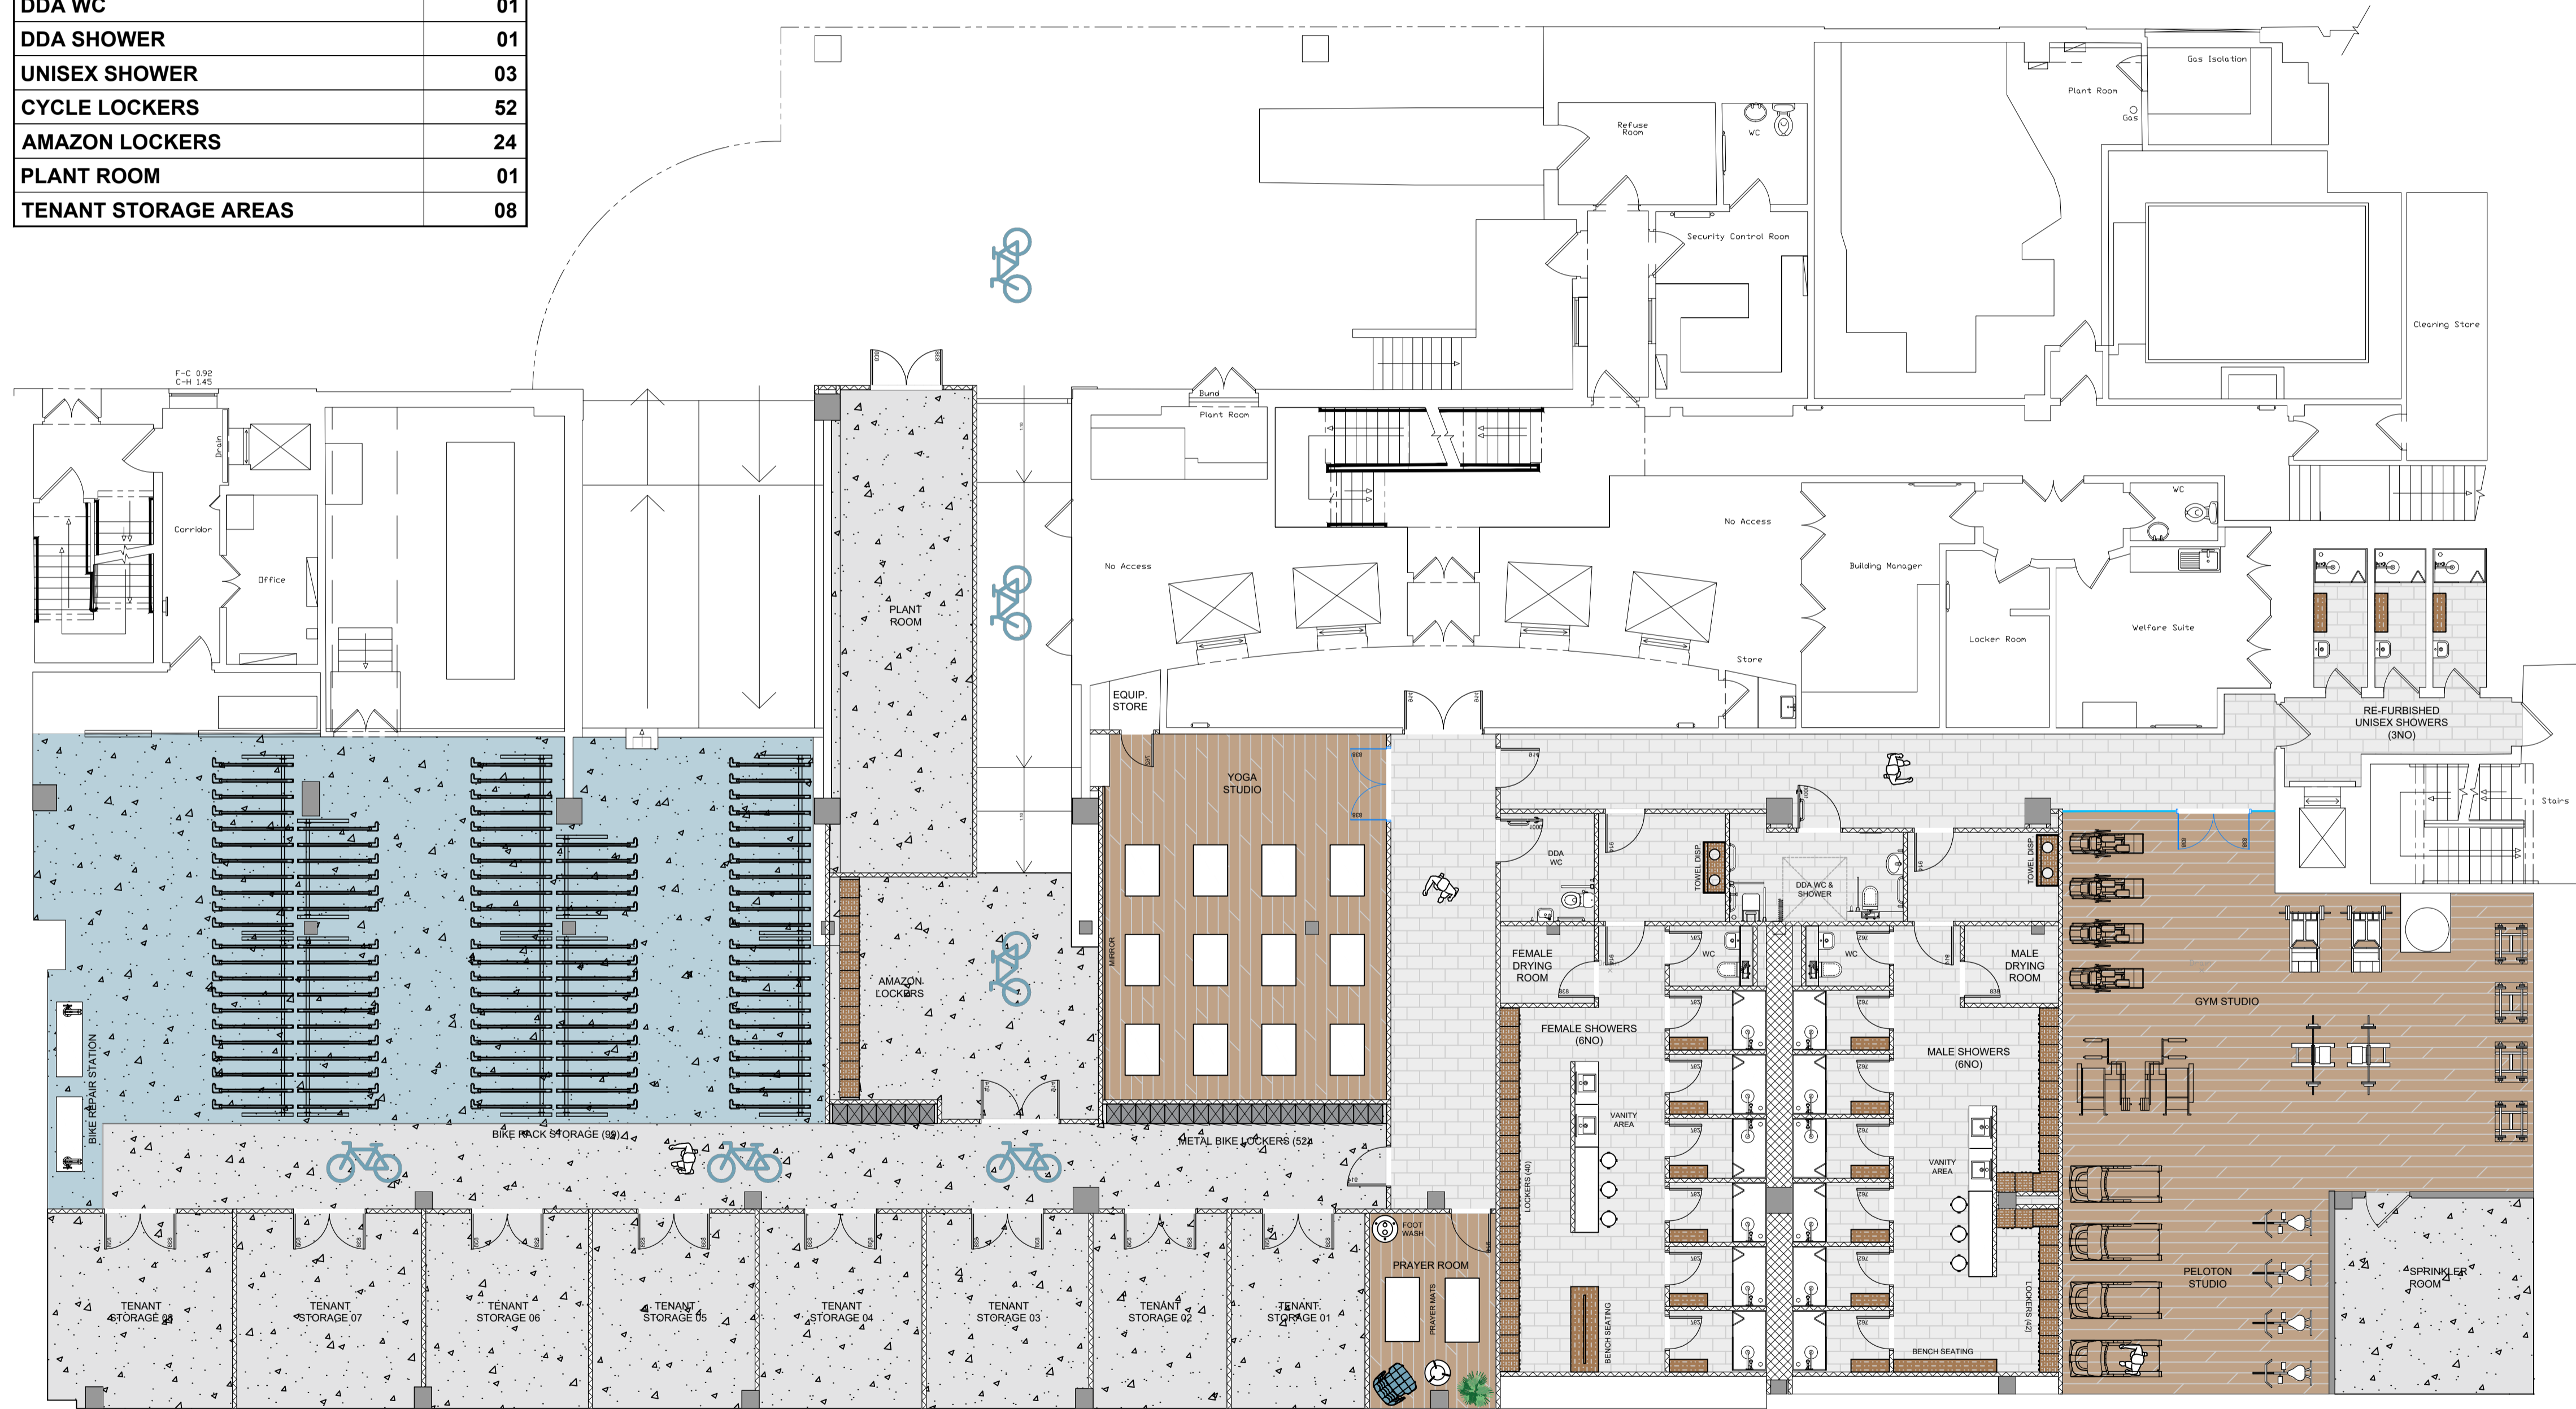 DDA WC 01
DDA SHOWER 01
UNISEX SHOWER 03
CYCLE LOCKERS 52
AMAZON LOCKERS 24
PLANT ROOM 01
TENANT STORAGE AREAS 08
Gas Isolation
Plant Room
Gas
Refuse
Room
WC
Security Control Room
Cleaning Store
F-C 0.92
C-H 1.45
Bund
Plant Room
Drain
Corridor
Office
No Access
No Access
WC
Building Manager
Locker Room
Welfare Suite
Store
PLANT
ROOM
EQUIP.
STORE
RE-FURBISHED
UNISEX SHOWERS
(3NO)
Stairs
YOGA
STUDIO
MIRROR
DDA
WC
TOWEL DISP.
DDA WC &
SHOWER
TOWEL DISP.
FEMALE
DRYING
ROOM
WC
WC
MALE
DRYING
ROOM
AMAZON
LOCKERS
GYM STUDIO
FEMALE SHOWERS
(6NO)
MALE SHOWERS
(6NO)
VANITY
AREA
VANITY
AREA
BIKE REPAIR STATION
BIKE RACK STORAGE (99)
METAL BIKE LOCKERS (52)
LOCKERS (40)
LOCKERS (42)
FOOT
WASH
PRAYER ROOM
PRAYER MATS
BENCH SEATING
BENCH SEATING
PELOTON
STUDIO
SPRINKLER
ROOM
TENANT
STORAGE 08
TENANT
STORAGE 07
TENANT
STORAGE 06
TENANT
STORAGE 05
TENANT
STORAGE 04
TENANT
STORAGE 03
TENANT
STORAGE 02
TENANT
STORAGE 01